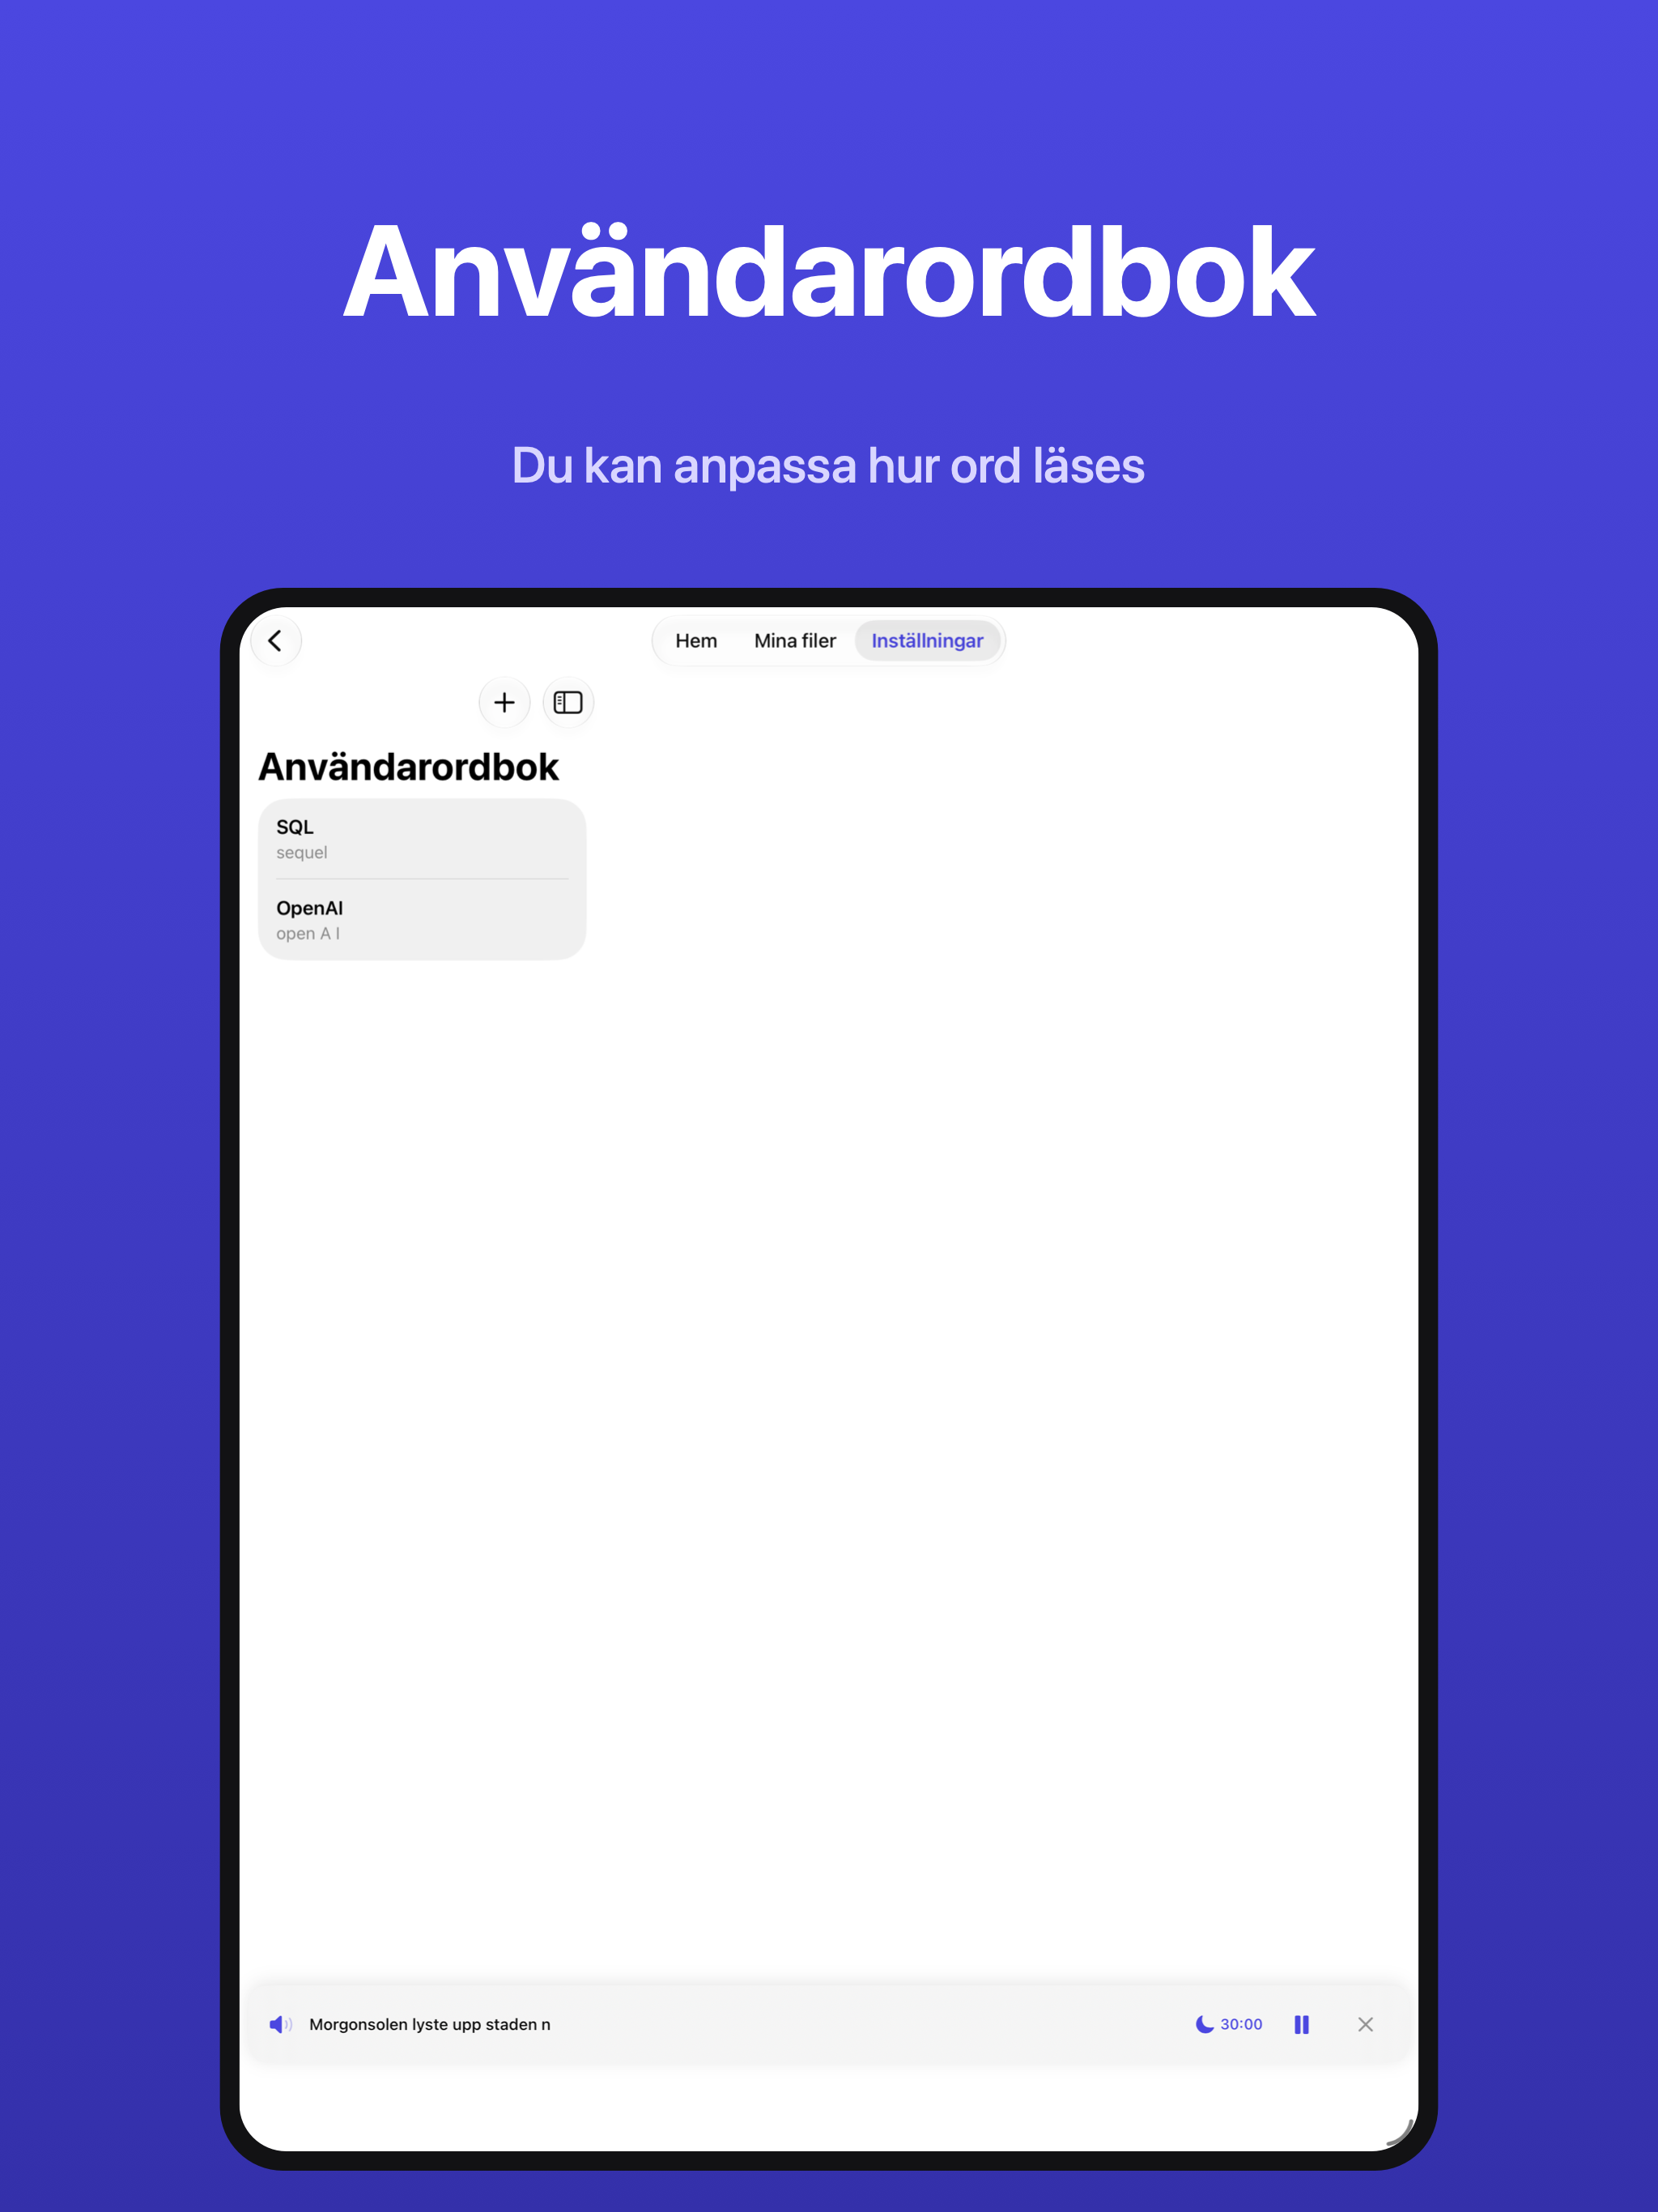 Användarordbok
Du kan anpassa hur ord läses
Hem Mina filer Inställningar
Användarordbok
SQL
sequel
OpenAI
open A I
Morgonsolen lyste upp staden n 30:00